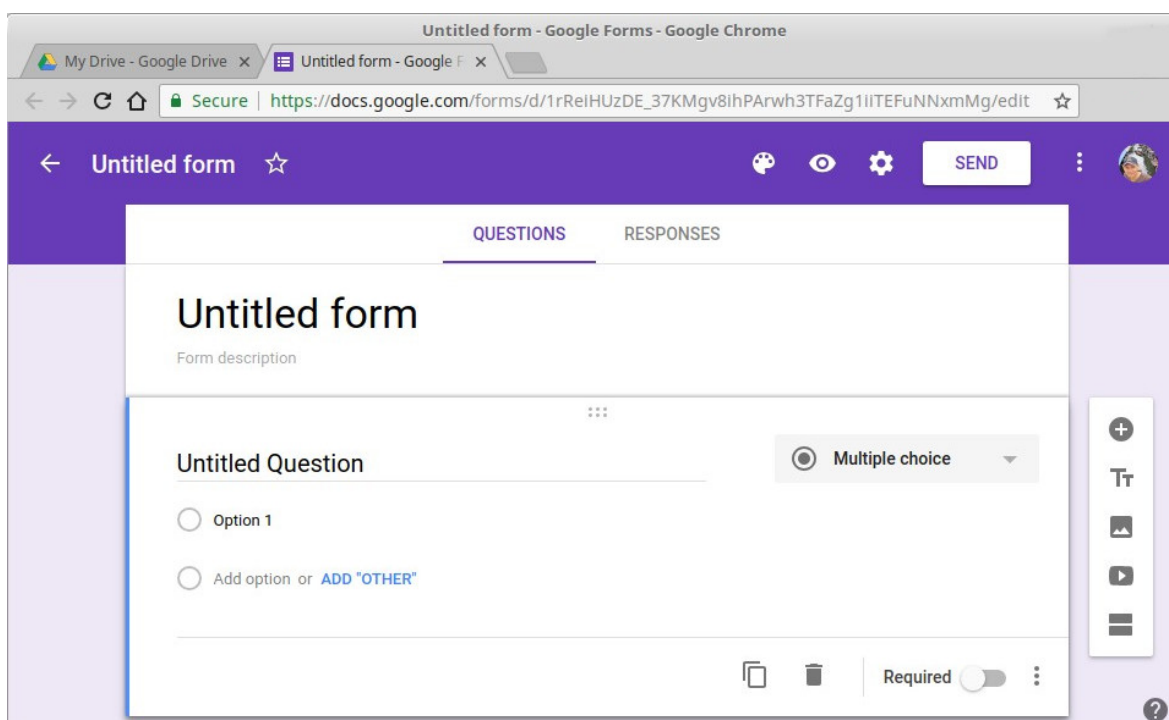 Untitled form - Google Forms - Google Chrome
My Drive - Google Drive
Untitled form - Google F
Secure
https://docs.google.com/forms/d/1rReiHUzDE_37KMgv8ihPArwh3TFaZg1iiTEFuNNxmMg/edit
Untitled form
SEND
QUESTIONS
RESPONSES
Untitled form
Form description
Untitled Question
Multiple choice
Option 1
Add option or ADD "OTHER"
Required